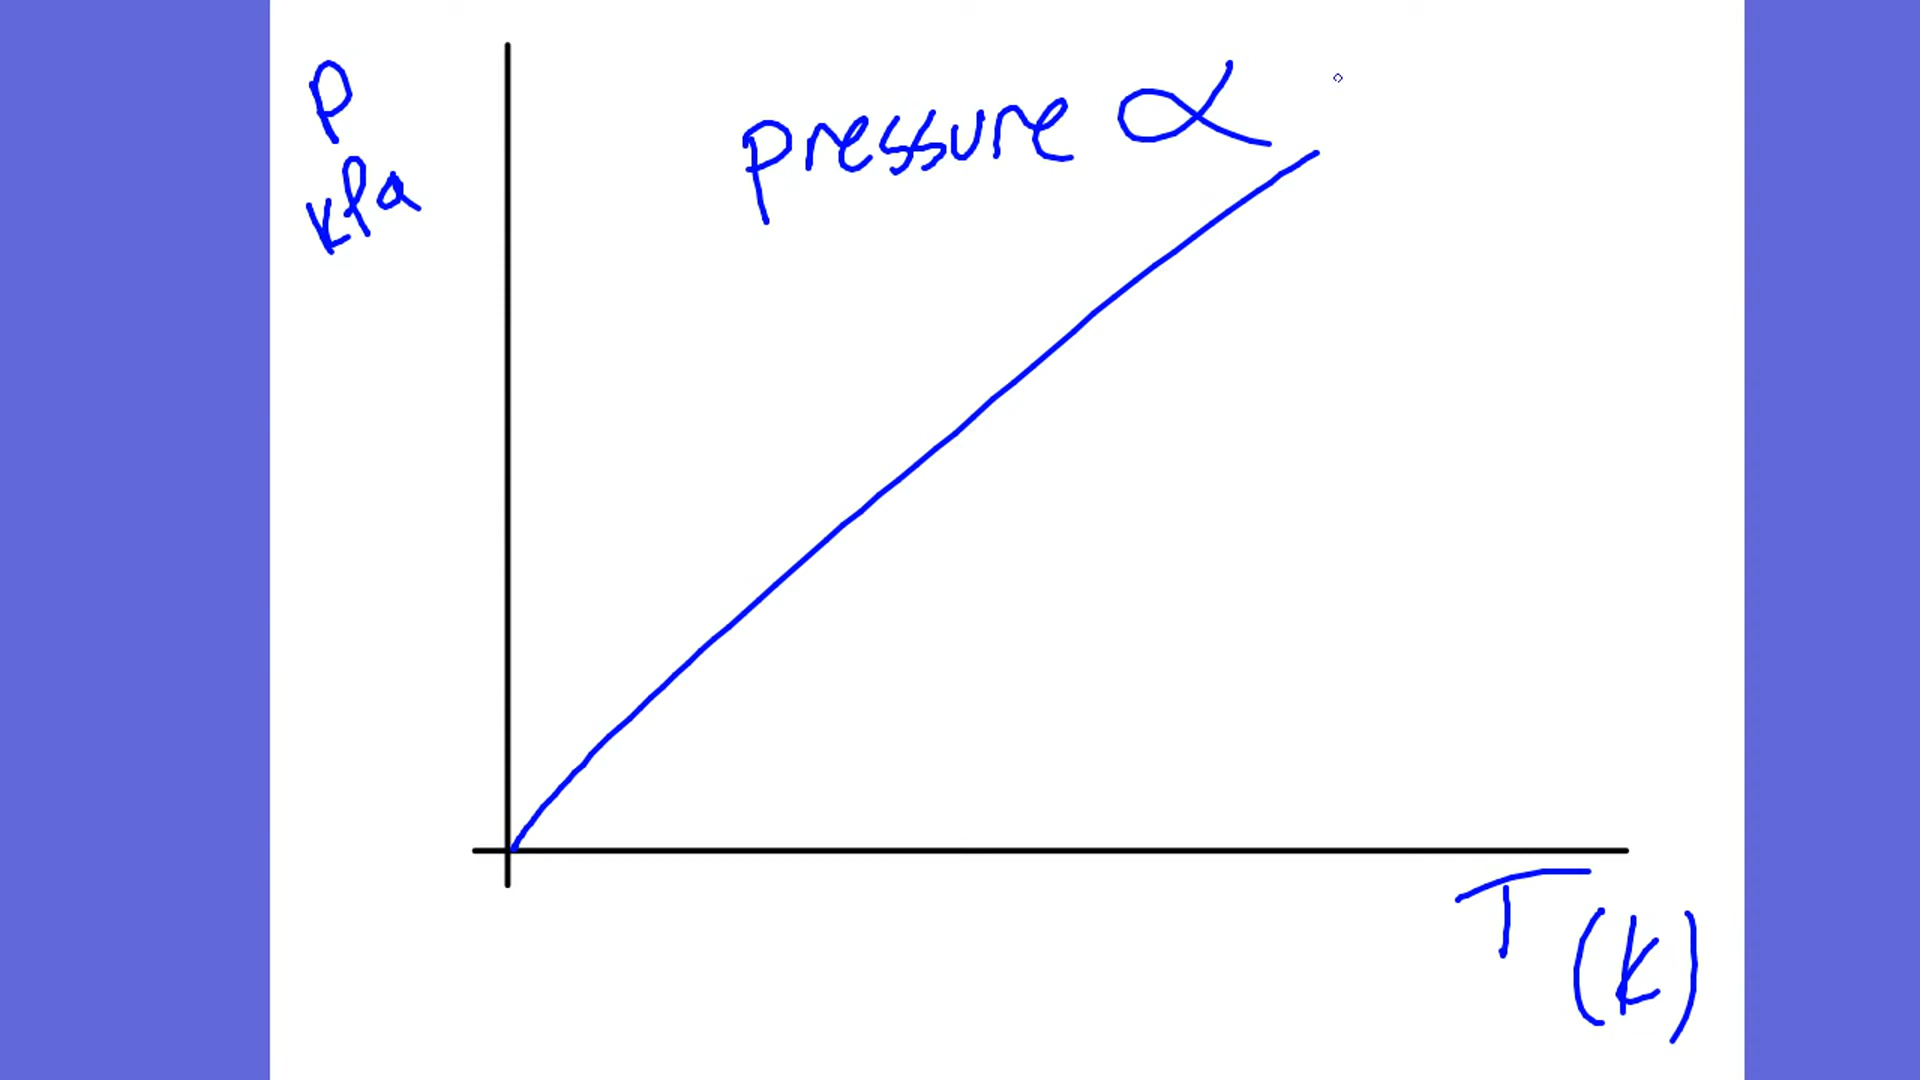 P
kPa
pressure ∝
T (K)